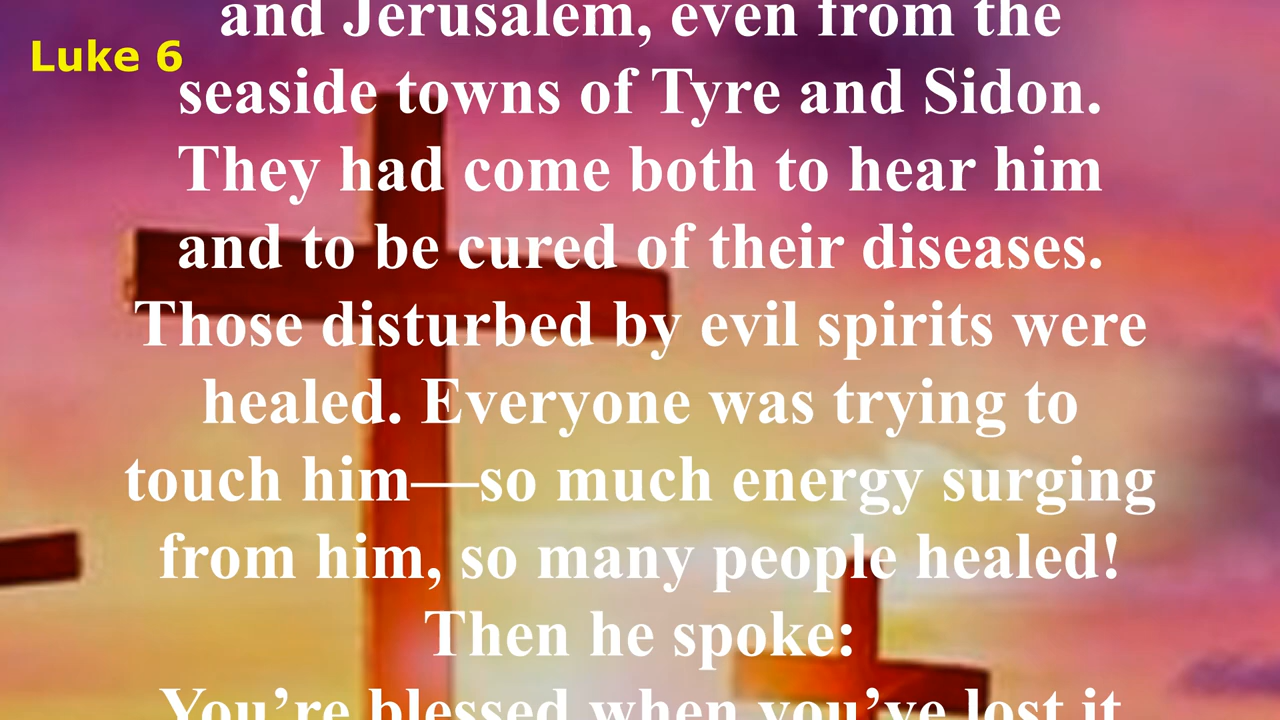 and Jerusalem, even from the
Luke 6
seaside towns of Tyre and Sidon.
They had come both to hear him
and to be cured of their diseases.
Those disturbed by evil spirits were
healed. Everyone was trying to
touch him—so much energy surging
from him, so many people healed!
Then he spoke:
You’re blessed when you’ve lost it